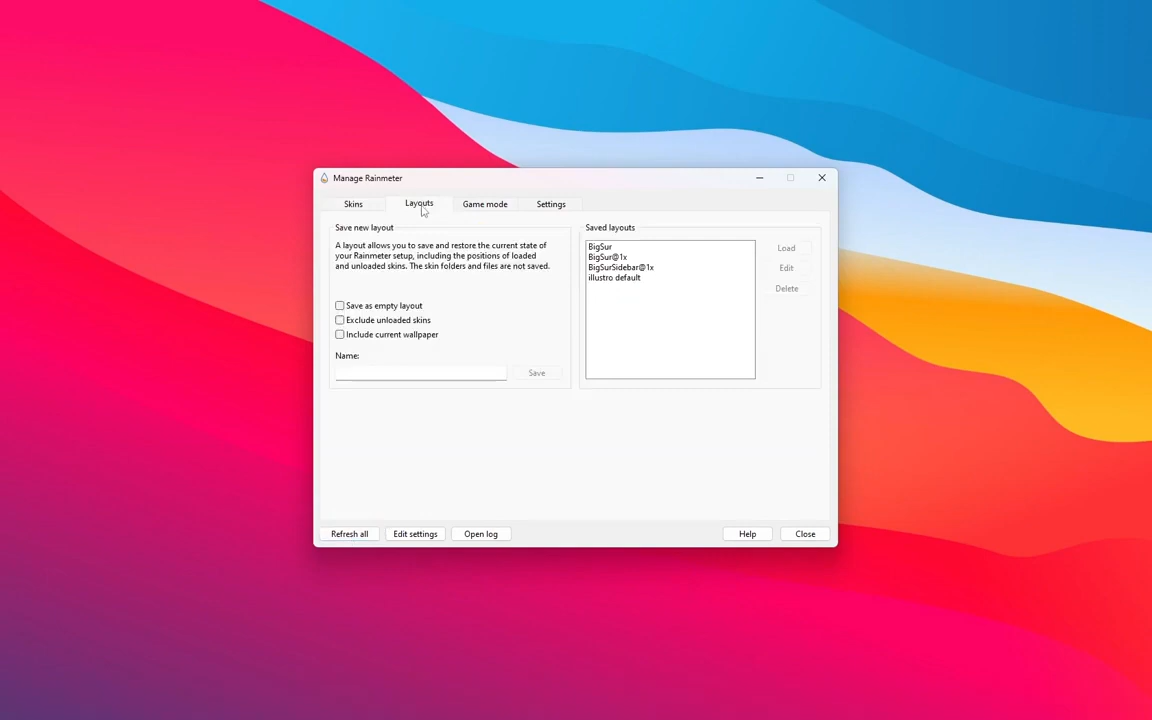 Manage Rainmeter
Skins
Layouts
Game mode
Settings
Save new layout
A layout allows you to save and restore the current state of
your Rainmeter setup, including the positions of loaded
and unloaded skins. The skin folders and files are not saved.
Save as empty layout
Exclude unloaded skins
Include current wallpaper
Name:
Save
Saved layouts
BigSur
BigSur@1x
BigSurSidebar@1x
illustro default
Load
Edit
Delete
Refresh all
Edit settings
Open log
Help
Close